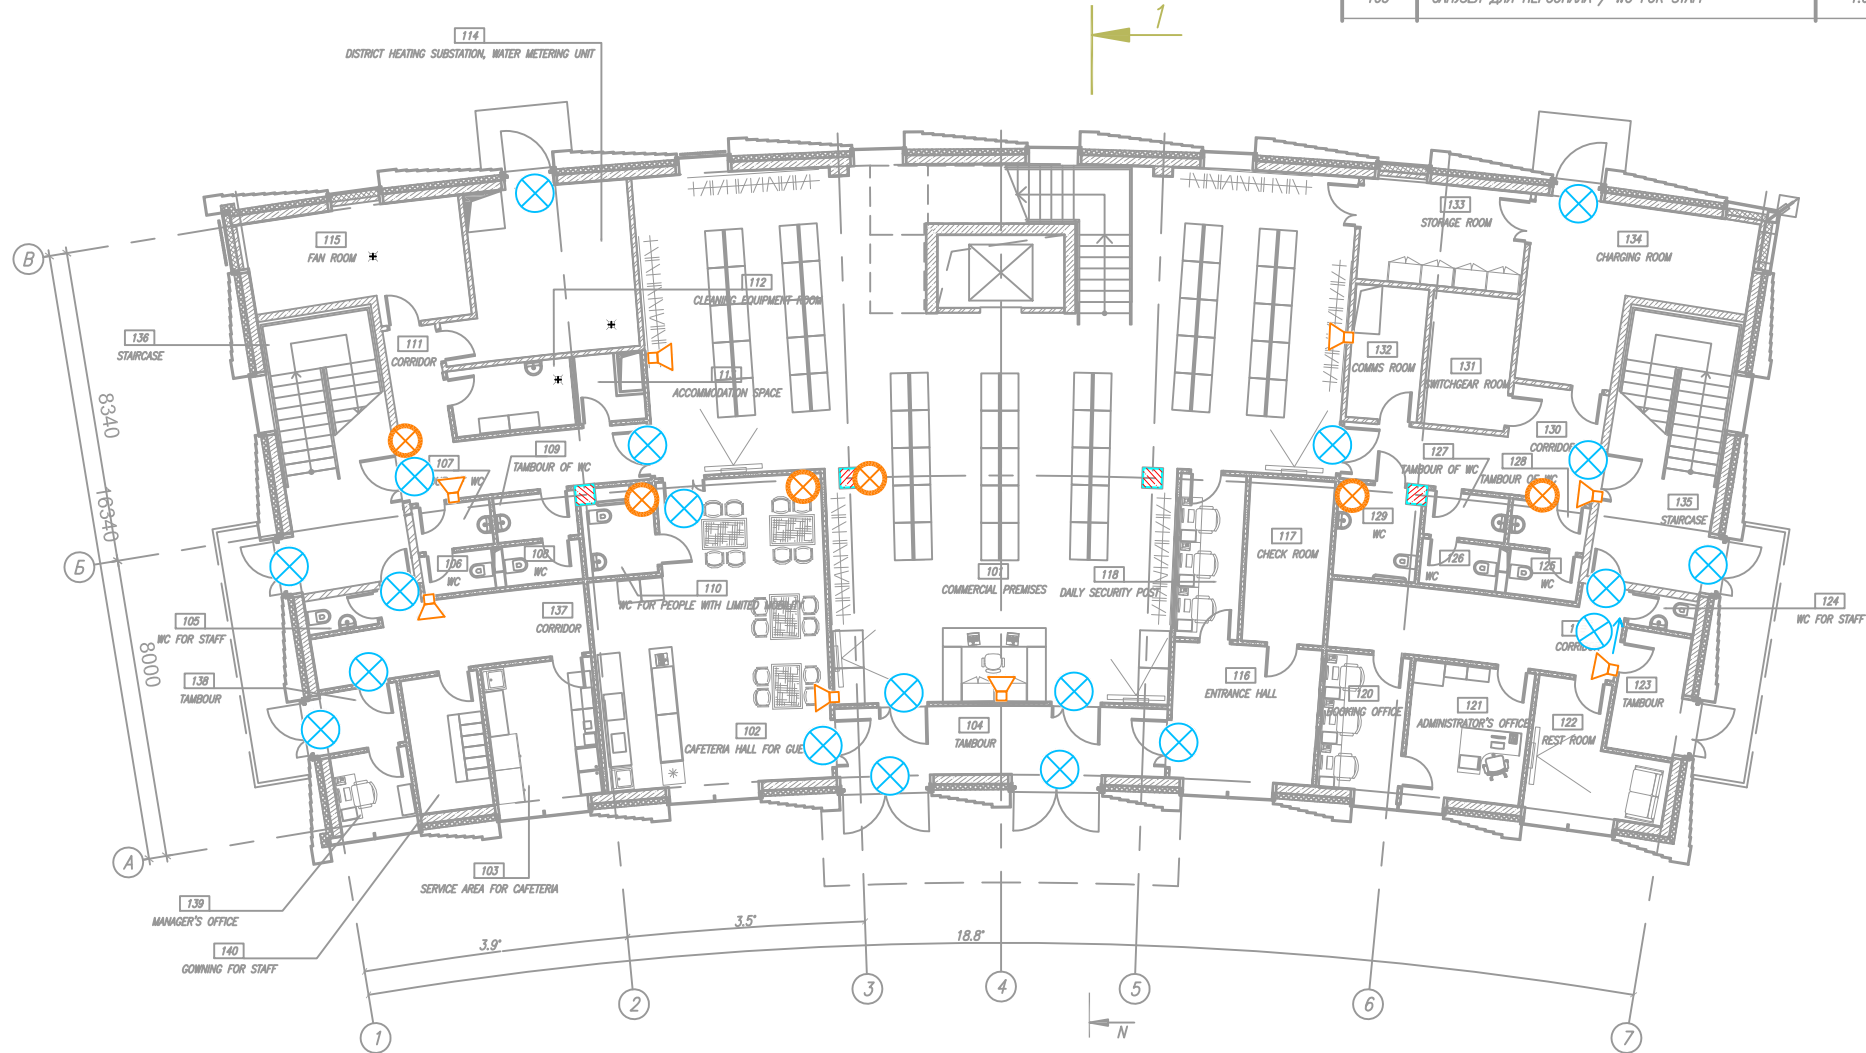 WC FOR STAFF
1
114
DISTRICT HEATING SUBSTATION, WATER METERING UNIT
133
STORAGE ROOM
115
FAN ROOM
134
CHARGING ROOM
В
112
CLEANING EQUIPMENT ROOM
136
STAIRCASE
111
CORRIDOR
132
COMMS ROOM
131
SWITCHGEAR ROOM
ACCOMMODATION SPACE
8340
130
CORRIDOR
109
TAMBOUR OF WC
107
WC
127
TAMBOUR OF WC
128
TAMBOUR OF WC
16340
129
WC
135
STAIRCASE
117
CHECK ROOM
Б
106
WC
108
WC
126
WC
WC
101
COMMERCIAL PREMISES
118
DAILY SECURITY POST
110
WC FOR PEOPLE WITH LIMITED MOBILITY
137
CORRIDOR
105
WC FOR STAFF
124
WC FOR STAFF
8000
138
TAMBOUR
116
ENTRANCE HALL
123
TAMBOUR
120
BOOKING OFFICE
121
ADMINISTRATOR'S OFFICE
122
REST ROOM
102
CAFETERIA HALL FOR
104
TAMBOUR
А
103
SERVICE AREA FOR CAFETERIA
139
MANAGER'S OFFICE
140
GOWNING FOR STAFF
3.9°
3.5°
18.8°
1
2
3
4
5
6
7
N